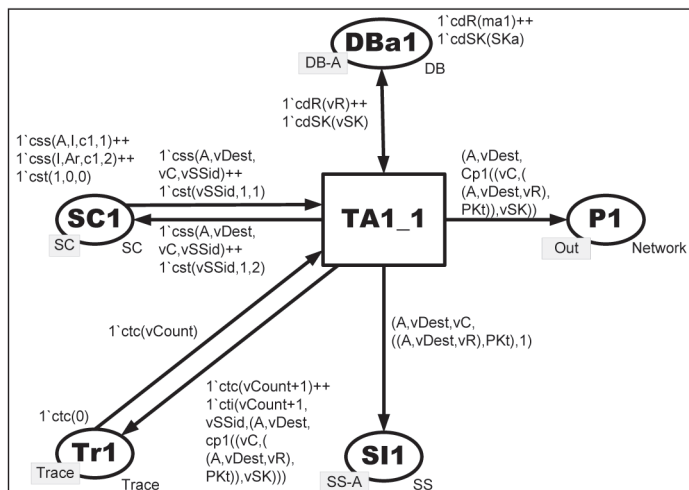 1`cdR(ma1)++
1`cdSK(SKa)
DBa1
DB-A
DB
1`cdR(vR)++
1`cdSK(vSK)
1`css(A,I,c1,1)++
1`css(I,Ar,c1,2)++
1`cst(1,0,0)
1`css(A,vDest,
vC,vSSid)++
1`cst(vSSid,1,1)
(A,vDest,
Cp1((vC,(
(A,vDest,vR),
PKt)),vSK))
SC1
SC
SC
TA1_1
P1
Out
Network
1`css(A,vDest,
vC,vSSid)++
1`cst(vSSid,1,2)
1`ctc(vCount)
(A,vDest,vC,
((A,vDest,vR),PKt),1)
1`ctc(vCount+1)++
1`cti(vCount+1,
vSSid,(A,vDest,
cp1((vC,(
(A,vDest,vR),
PKt)),vSK)))
1`ctc(0)
Tr1
Trace
Trace
SI1
SS-A
SS